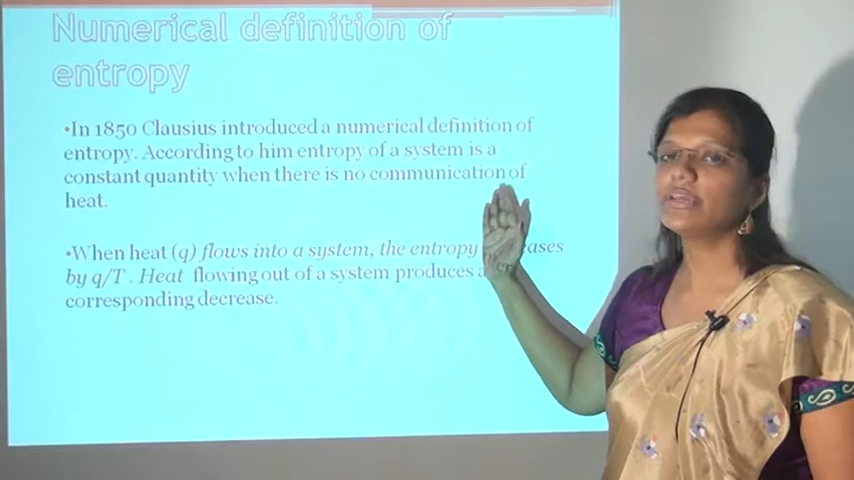 Numerical definition of
entropy
•In 1850 Clausius introduced a numerical definition of
entropy. According to him entropy of a system is a
constant quantity when there is no communication of
heat.
•When heat (q) flows into a system, the entropy
by q/T . Heat flowing out of a system produces a
corresponding decrease.